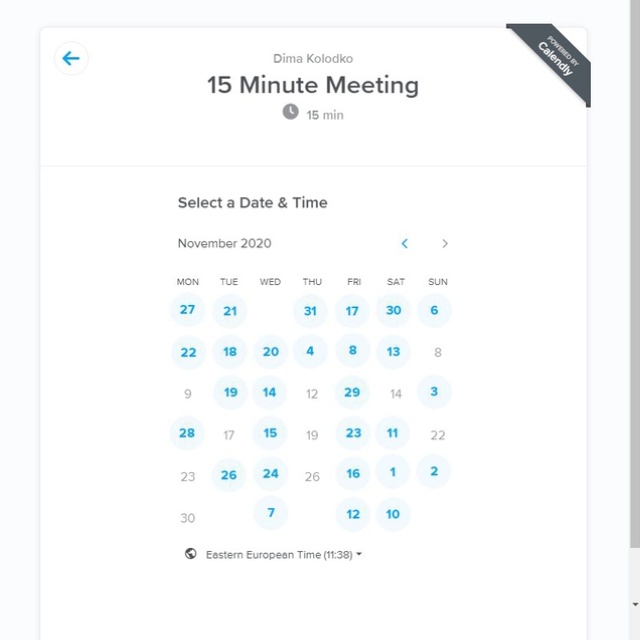 Dima Kolodko
15 Minute Meeting
15 min
POWERED BY
Calendly
Select a Date & Time
November 2020
MON TUE WED THU FRI SAT SUN
27 21 31 17 30 6
22 18 20 4 8 13 8
9 19 14 12 29 14 3
28 17 15 19 23 11 22
23 26 24 26 16 1 2
30 7 12 10
Eastern European Time (11:38)